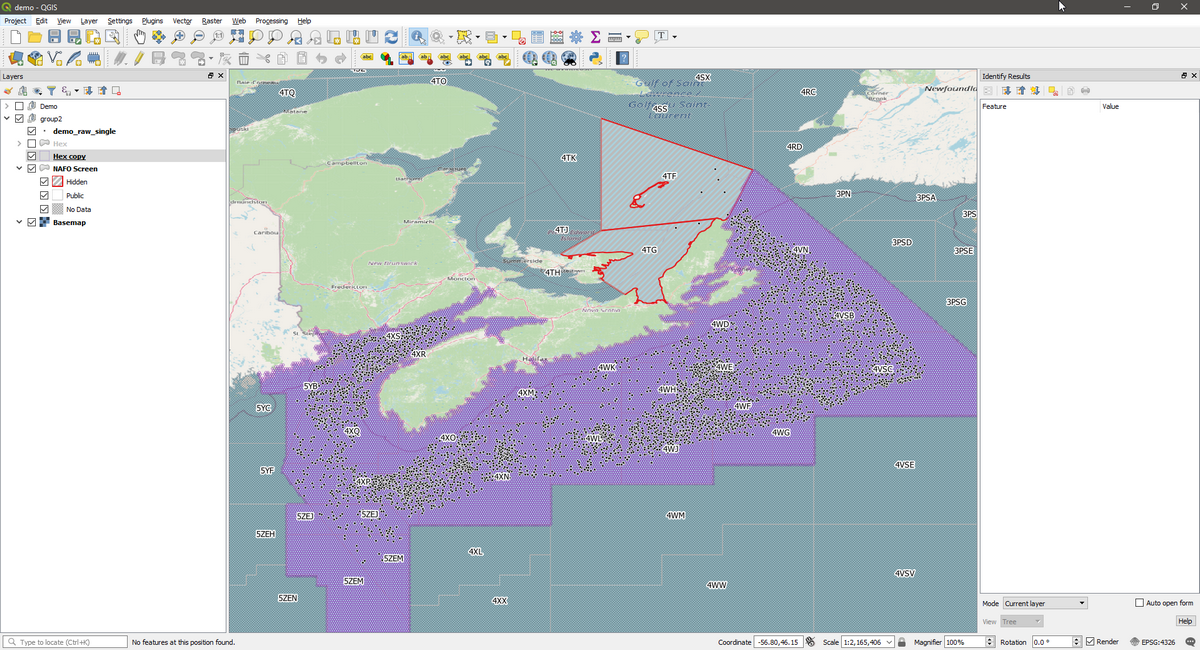 demo - QGIS
Project Edit View Layer Settings Plugins Vector Raster Web Processing Help
Layers
Demo
group2
demo_raw_single
Hex
Hex copy
NAFO Screen
Hidden
Public
No Data
Basemap
4TQ
4TO
4SX
4RC
Gulf of Saint
Lawrence /
Golfe du Saint-
Laurent
4SS
Newfoundla
Corner
Brook
Matane
4TK
4RD
Campbellton
4TF
3PN
3PSA
3PS
Caribou
Miramichi
4TJ
4TG
4VN
3PSD
3PSE
New Brunswick
4TH
Moncton
Fredericton
3PSG
Nova Scotia
4VSB
4WD
4XS
4XR
Halifax
4WK
4WE
4VSC
5YB
4WH
4XM
5YC
4WF
4XQ
4XO
4WL
4WG
4WJ
5YF
4XP
4XN
4VSE
5ZEJ
5ZEJ
4WM
5ZEH
4XL
5ZEM
5ZEM
4VSV
4WW
5ZEN
4XX
Identify Results
Feature Value
Mode Current layer Auto open form
View Tree Help
Type to locate (Ctrl+K) No features at this position found. Coordinate -56.80,46.15 Scale 1:2,165,406 Magnifier 100% Rotation 0.0 ° Render EPSG:4326